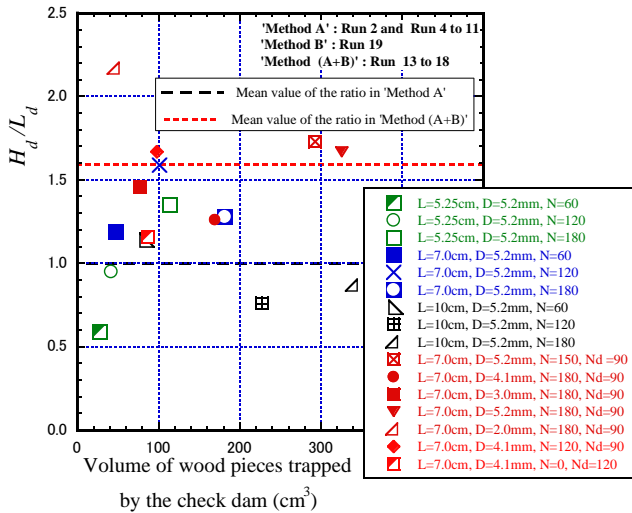 'Method A' : Run 2 and  Run 4 to 11
'Method B' : Run 19
'Method  (A+B)' : Run  13 to 18
Mean value of the ratio in 'Method A'
Mean value of the ratio in 'Method (A+B)'
H_d/L_d
2.5
2.0
1.5
1.0
0.5
0.0
0
100
200
300
Volume of wood pieces trapped
by the check dam (cm³)
L=5.25cm, D=5.2mm, N=60
L=5.25cm, D=5.2mm, N=120
L=5.25cm, D=5.2mm, N=180
L=7.0cm, D=5.2mm, N=60
L=7.0cm, D=5.2mm, N=120
L=7.0cm, D=5.2mm, N=180
L=10cm, D=5.2mm, N=60
L=10cm, D=5.2mm, N=120
L=10cm, D=5.2mm, N=180
L=7.0cm, D=5.2mm, N=150, Nd =90
L=7.0cm, D=4.1mm, N=180, Nd=90
L=7.0cm, D=3.0mm, N=180, Nd=90
L=7.0cm, D=5.2mm, N=180, Nd=90
L=7.0cm, D=2.0mm, N=180, Nd=90
L=7.0cm, D=4.1mm, N=120, Nd=90
L=7.0cm, D=4.1mm, N=0, Nd=120